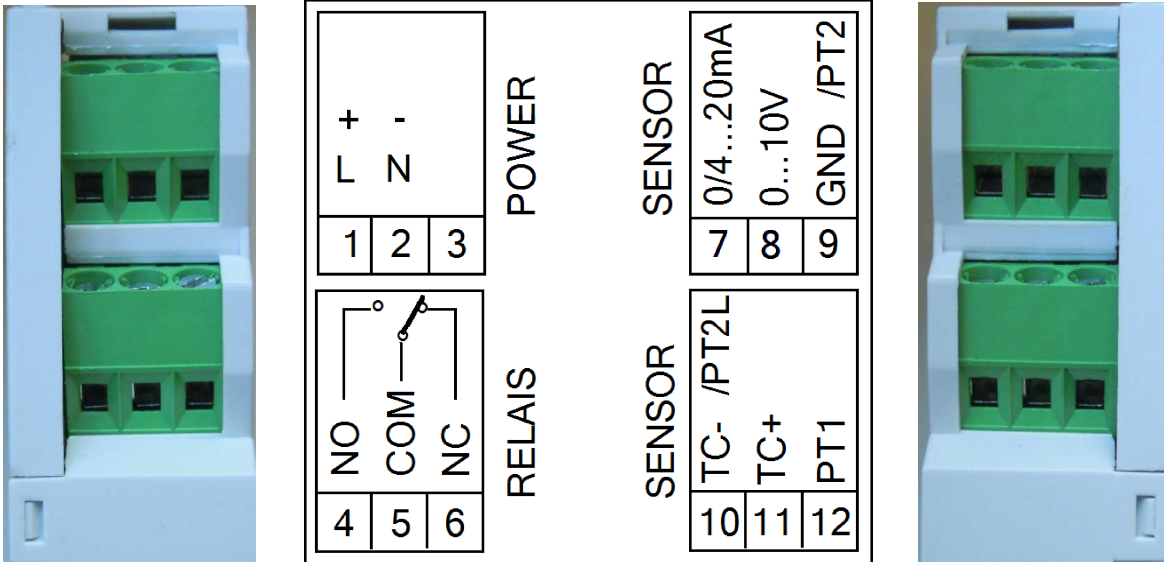 + -
L N
1 2 3
POWER
NO
COM
NC
4 5 6
RELAIS
SENSOR
0/4...20mA
0...10V
GND /PT2
7 8 9
SENSOR
TC- /PT2L
TC+
PT1
10 11 12